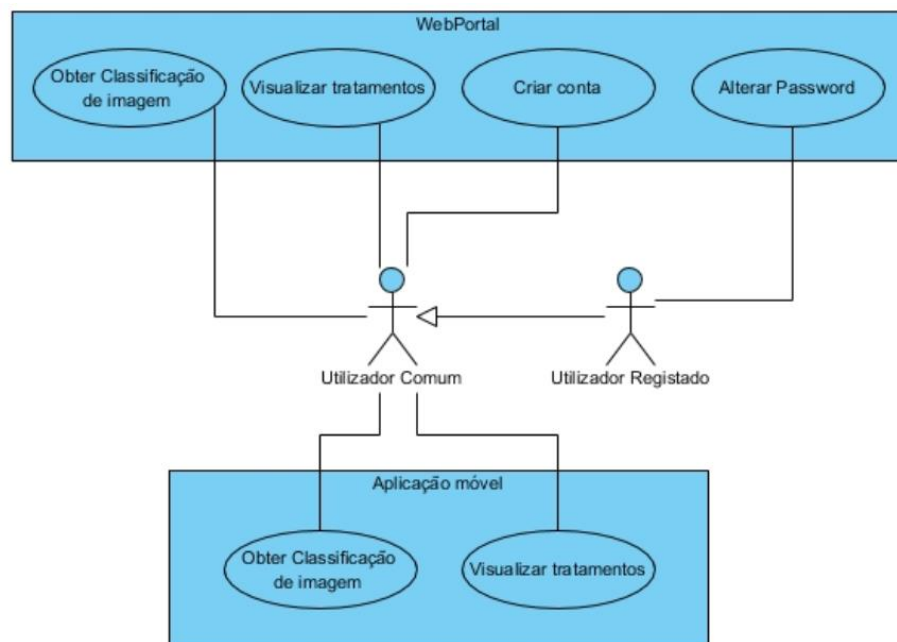 WebPortal
Obter Classificação
de imagem
Visualizar tratamentos
Criar conta
Alterar Password
Utilizador Comum
Utilizador Registado
Aplicação móvel
Obter Classificação
de imagem
Visualizar tratamentos